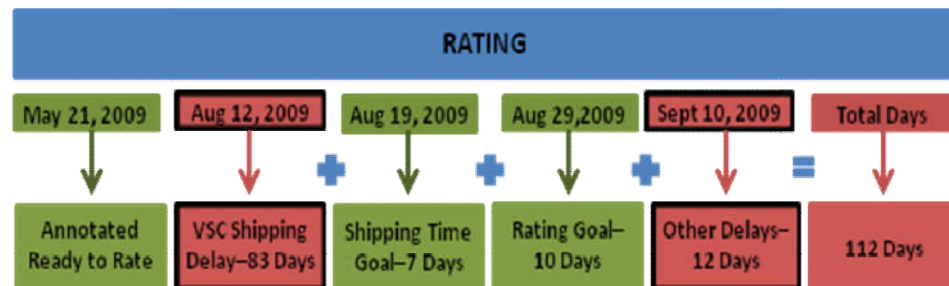 RATING
May 21, 2009
Aug 12, 2009
Aug 19, 2009
Aug 29,2009
Sept 10, 2009
Total Days
Annotated
Ready to Rate
VSC Shipping
Delay–83 Days
Shipping Time
Goal–7 Days
Rating Goal–
10 Days
Other Delays–
12 Days
112 Days